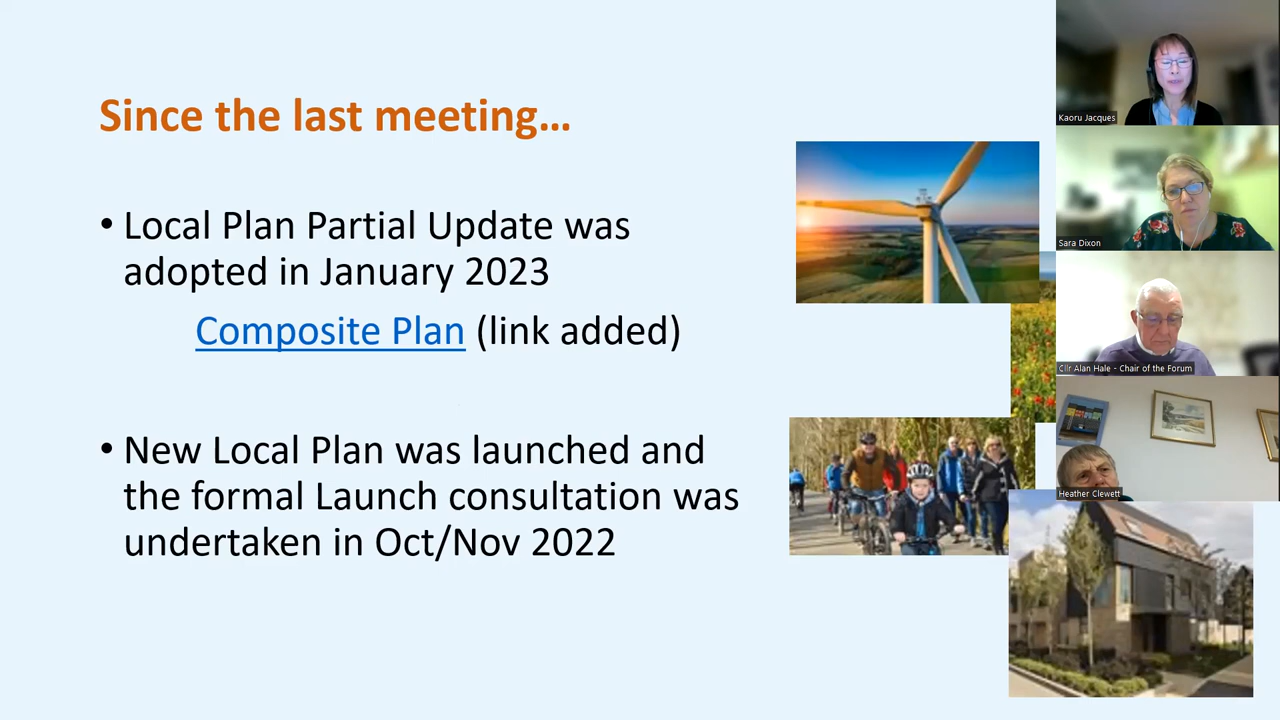 Since the last meeting...
• Local Plan Partial Update was
adopted in January 2023
Composite Plan (link added)
• New Local Plan was launched and
the formal Launch consultation was
undertaken in Oct/Nov 2022
Kaoru Jacques
Sara Dixon
Cllr Alan Hale - Chair of the Forum
Heather Clewett